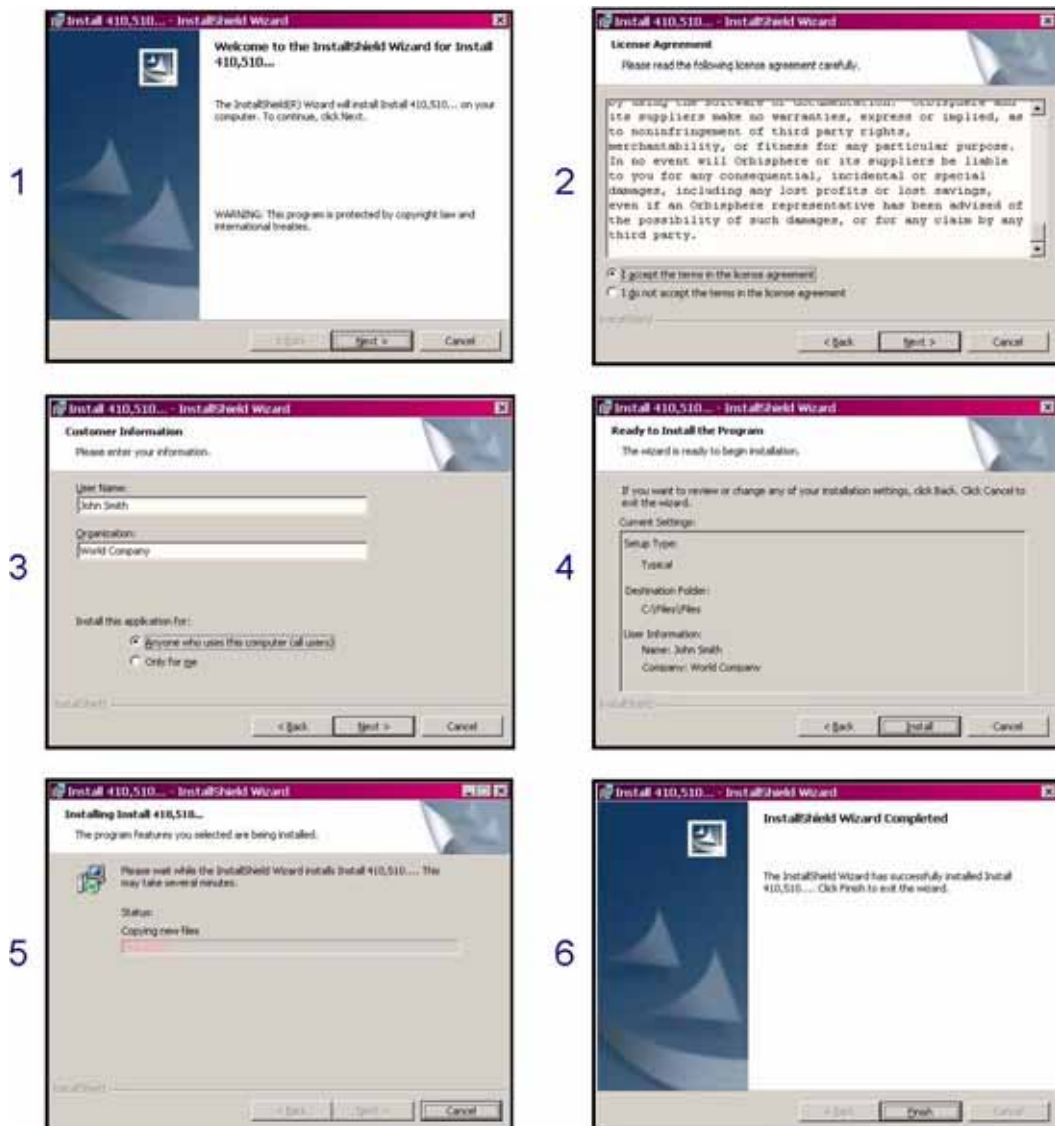 1
Install 410,510... - InstallShield Wizard
Welcome to the InstallShield Wizard for Install
410,510...
The InstallShield(R) Wizard will install Install 410,510... on your
computer. To continue, click Next.
WARNING: This program is protected by copyright law and
international treaties.
< Back
Next >
Cancel
2
Install 410,510... - InstallShield Wizard
License Agreement
Please read the following license agreement carefully.
by using the software or documentation. Orbisphere and
its suppliers make no warranties, express or implied, as
to noninfringement of third party rights,
merchantability, or fitness for any particular purpose.
In no event will Orbisphere or its suppliers be liable
to you for any consequential, incidental or special
damages, including any lost profits or lost savings,
even if an Orbisphere representative has been advised of
the possibility of such damages, or for any claim by any
third party.
I accept the terms in the license agreement
I do not accept the terms in the license agreement
InstallShield
< Back
Next >
Cancel
3
Install 410,510... - InstallShield Wizard
Customer Information
Please enter your information.
User Name:
John Smith
Organization:
World Company
Install this application for:
Anyone who uses this computer (all users)
Only for me
InstallShield
< Back
Next >
Cancel
4
Install 410,510... - InstallShield Wizard
Ready to Install the Program
The wizard is ready to begin installation.
If you want to review or change any of your installation settings, click Back. Click Cancel to
exit the wizard.
Current Settings:
Setup Type:
Typical
Destination Folder:
C:\Files\Files
User Information:
Name: John Smith
Company: World Company
InstallShield
< Back
Install
Cancel
5
Install 410,510... - InstallShield Wizard
Installing Install 410,510...
The program features you selected are being installed.
Please wait while the InstallShield Wizard installs Install 410,510.... This
may take several minutes.
Status:
Copying new files
InstallShield
< Back
Next >
Cancel
6
Install 410,510... - InstallShield Wizard
InstallShield Wizard Completed
The InstallShield Wizard has successfully installed Install
410,510.... Click Finish to exit the wizard.
< Back
Finish
Cancel